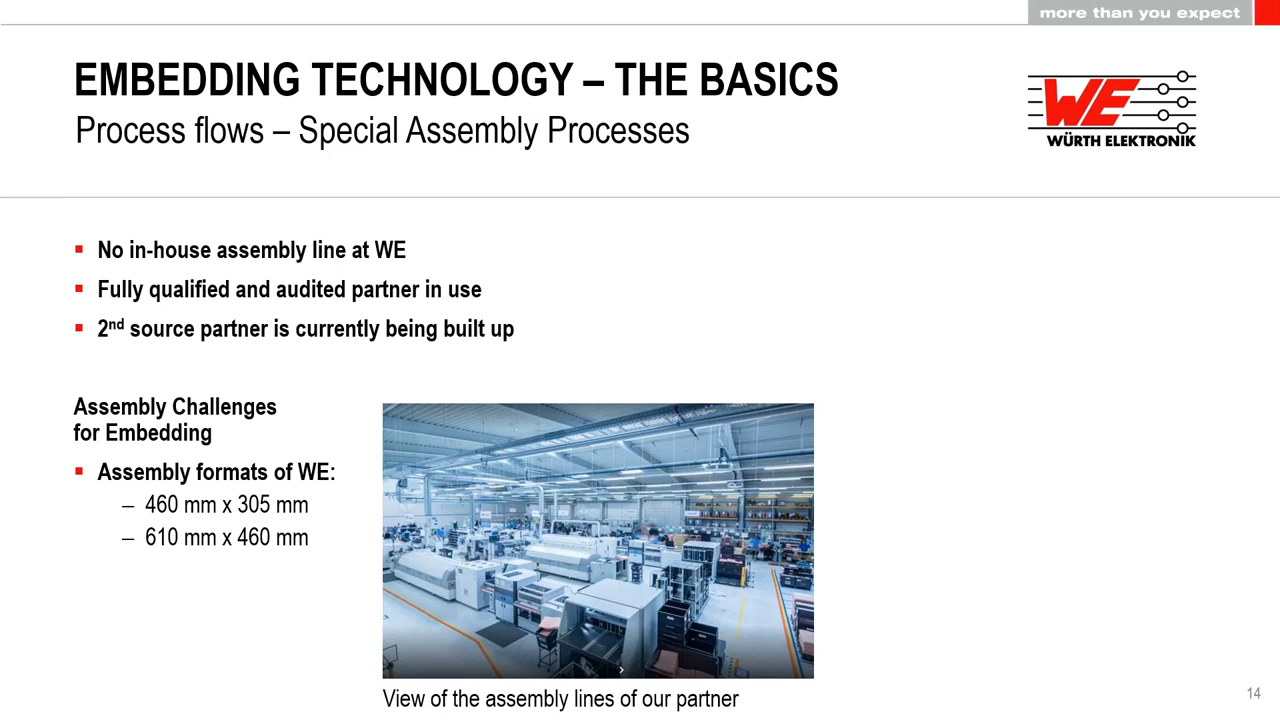 more than you expect
EMBEDDING TECHNOLOGY – THE BASICS
Process flows – Special Assembly Processes
WE
WÜRTH ELEKTRONIK
▪ No in-house assembly line at WE
▪ Fully qualified and audited partner in use
▪ 2nd source partner is currently being built up
Assembly Challenges
for Embedding
▪ Assembly formats of WE:
– 460 mm x 305 mm
– 610 mm x 460 mm
View of the assembly lines of our partner
14